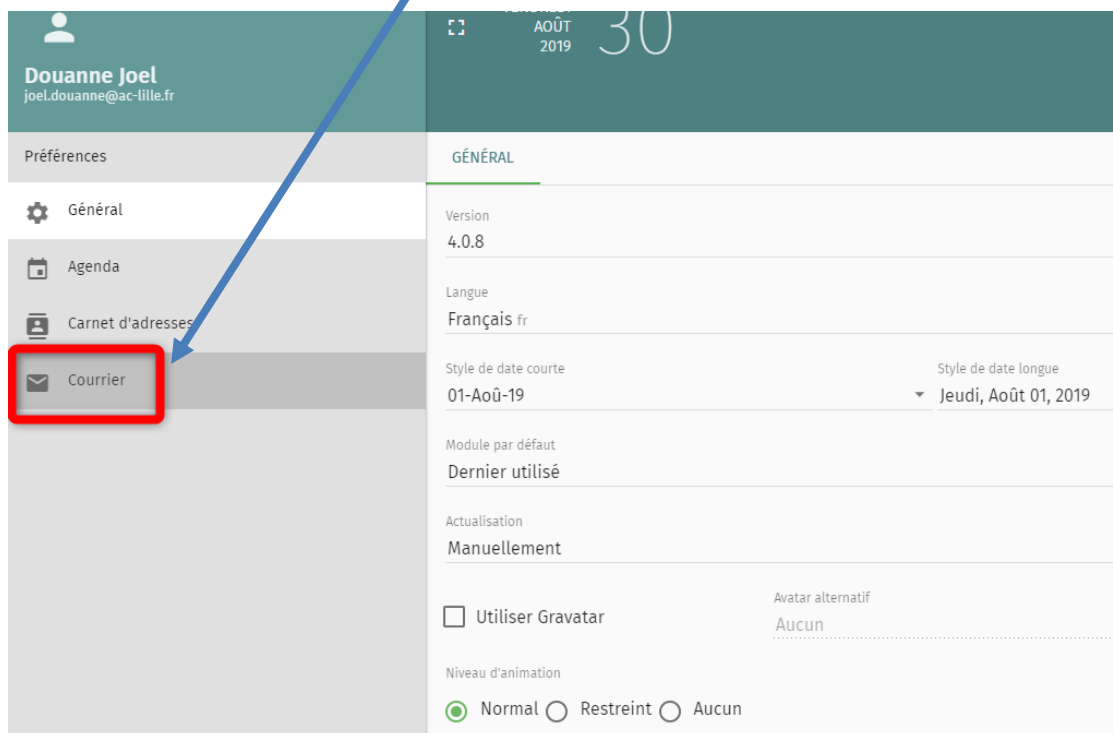 Douanne Joel
joel.douanne@ac-lille.fr
AOÛT
2019
30
Préférences
Général
Agenda
Carnet d'adresses
Courrier
GÉNÉRAL
Version
4.0.8
Langue
Français fr
Style de date courte
Style de date longue
01-Aoû-19
Jeudi, Août 01, 2019
Module par défaut
Dernier utilisé
Actualisation
Manuellement
Utiliser Gravatar
Avatar alternatif
Aucun
Niveau d'animation
Normal Restreint Aucun